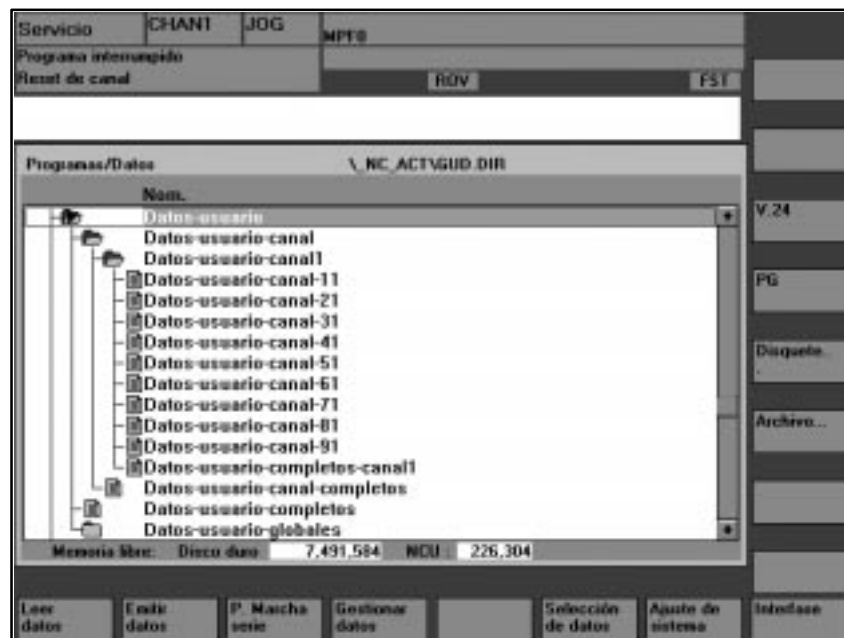 Servicio
CHAN1
JOG
MPF0
Programa interrumpido
Reset de canal
ROV
FST
Programas/Datos
\_NC_ACT\GUD.DIR
Nom.
Datos-usuario
Datos-usuario-canal
Datos-usuario-canal1
Datos-usuario-canal-11
Datos-usuario-canal-21
Datos-usuario-canal-31
Datos-usuario-canal-41
Datos-usuario-canal-51
Datos-usuario-canal-61
Datos-usuario-canal-71
Datos-usuario-canal-81
Datos-usuario-canal-91
Datos-usuario-completos-canal1
Datos-usuario-canal-completos
Datos-usuario-completos
Datos-usuario-globales
Memoria libre: Disco duro 7,491,584 NCU : 226,304
V.24
PG
Disquete..
.
Archivo...
Interface
Leer
datos
Emitir
datos
P. Marcha
serie
Gestionar
datos
Selección
de datos
Ajuste de
sistema